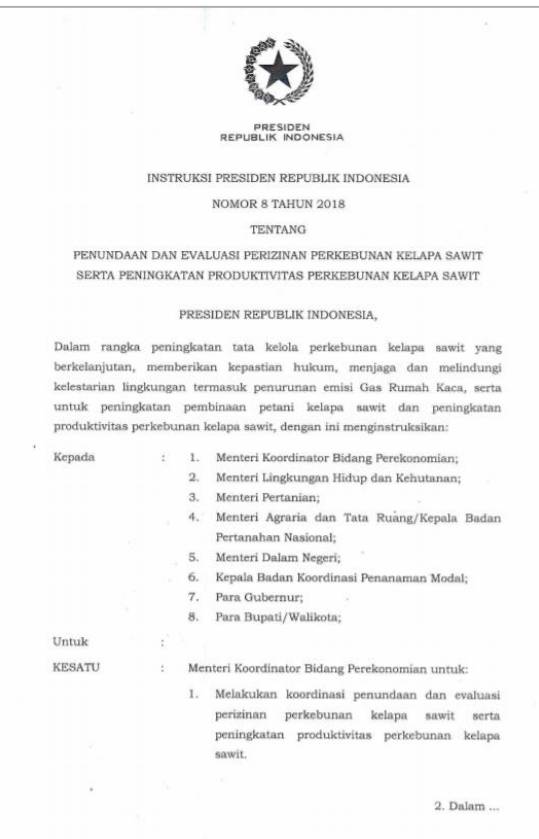 PRESIDEN
REPUBLIK INDONESIA
INSTRUKSI PRESIDEN REPUBLIK INDONESIA
NOMOR 8 TAHUN 2018
TENTANG
PENUNDAAN DAN EVALUASI PERIZINAN PERKEBUNAN KELAPA SAWIT
SERTA PENINGKATAN PRODUKTIVITAS PERKEBUNAN KELAPA SAWIT
PRESIDEN REPUBLIK INDONESIA,
Dalam rangka peningkatan tata kelola perkebunan kelapa sawit yang
berkelanjutan, memberikan kepastian hukum, menjaga dan melindungi
kelestarian lingkungan termasuk penurunan emisi Gas Rumah Kaca, serta
untuk peningkatan pembinaan petani kelapa sawit dan peningkatan
produktivitas perkebunan kelapa sawit, dengan ini menginstruksikan:
Kepada : 1. Menteri Koordinator Bidang Perekonomian;
2. Menteri Lingkungan Hidup dan Kehutanan;
3. Menteri Pertanian;
4. Menteri Agraria dan Tata Ruang/Kepala Badan
Pertanahan Nasional;
5. Menteri Dalam Negeri;
6. Kepala Badan Koordinasi Penanaman Modal;
7. Para Gubernur;
8. Para Bupati/Walikota;
Untuk :
KESATU : Menteri Koordinator Bidang Perekonomian untuk:
1. Melakukan koordinasi penundaan dan evaluasi
perizinan perkebunan kelapa sawit serta
peningkatan produktivitas perkebunan kelapa
sawit.
2. Dalam ...